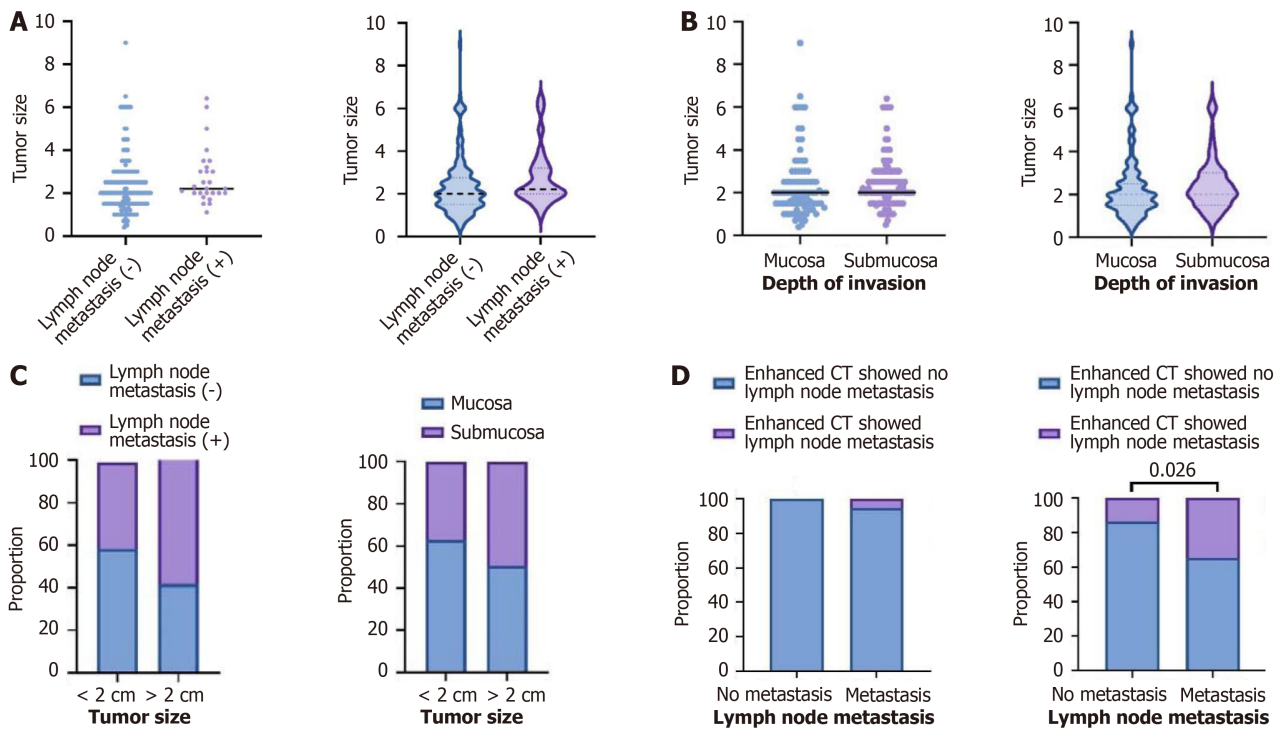 A
10
8
6
4
2
0
Tumor size
Lymph node
metastasis (-)
Lymph node
metastasis (+)
10
8
6
4
2
0
Tumor size
Lymph node
metastasis (-)
Lymph node
metastasis (+)
B
10
8
6
4
2
0
Tumor size
Mucosa
Submucosa
Depth of invasion
10
8
6
4
2
0
Tumor size
Mucosa
Submucosa
Depth of invasion
C
Lymph node
metastasis (-)
Lymph node
metastasis (+)
100
80
60
40
20
0
Proportion
< 2 cm
> 2 cm
Tumor size
Mucosa
Submucosa
100
80
60
40
20
0
Proportion
< 2 cm
> 2 cm
Tumor size
D
Enhanced CT showed no
lymph node metastasis
Enhanced CT showed
lymph node metastasis
100
80
60
40
20
0
Proportion
No metastasis
Metastasis
Lymph node metastasis
Enhanced CT showed no
lymph node metastasis
Enhanced CT showed
lymph node metastasis
0.026
100
80
60
40
20
0
Proportion
No metastasis
Metastasis
Lymph node metastasis